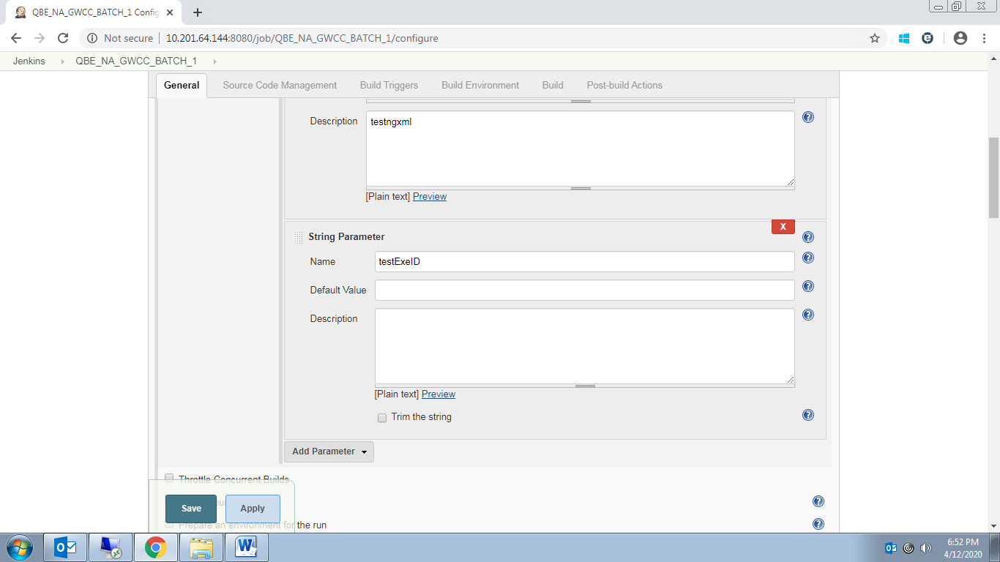 QBE_NA_GWCC_BATCH_1 Config
Not secure
10.201.64.144:8080/job/QBE_NA_GWCC_BATCH_1/configure
Jenkins
QBE_NA_GWCC_BATCH_1
General
Source Code Management
Build Triggers
Build Environment
Build
Post-build Actions
Description
testngxml
[Plain text] Preview
X
String Parameter
Name
testExeID
Default Value
Description
[Plain text] Preview
Trim the string
Add Parameter
Throttle Concurrent Builds
Save
Apply
Prepare an environment for the run
6:52 PM
4/12/2020